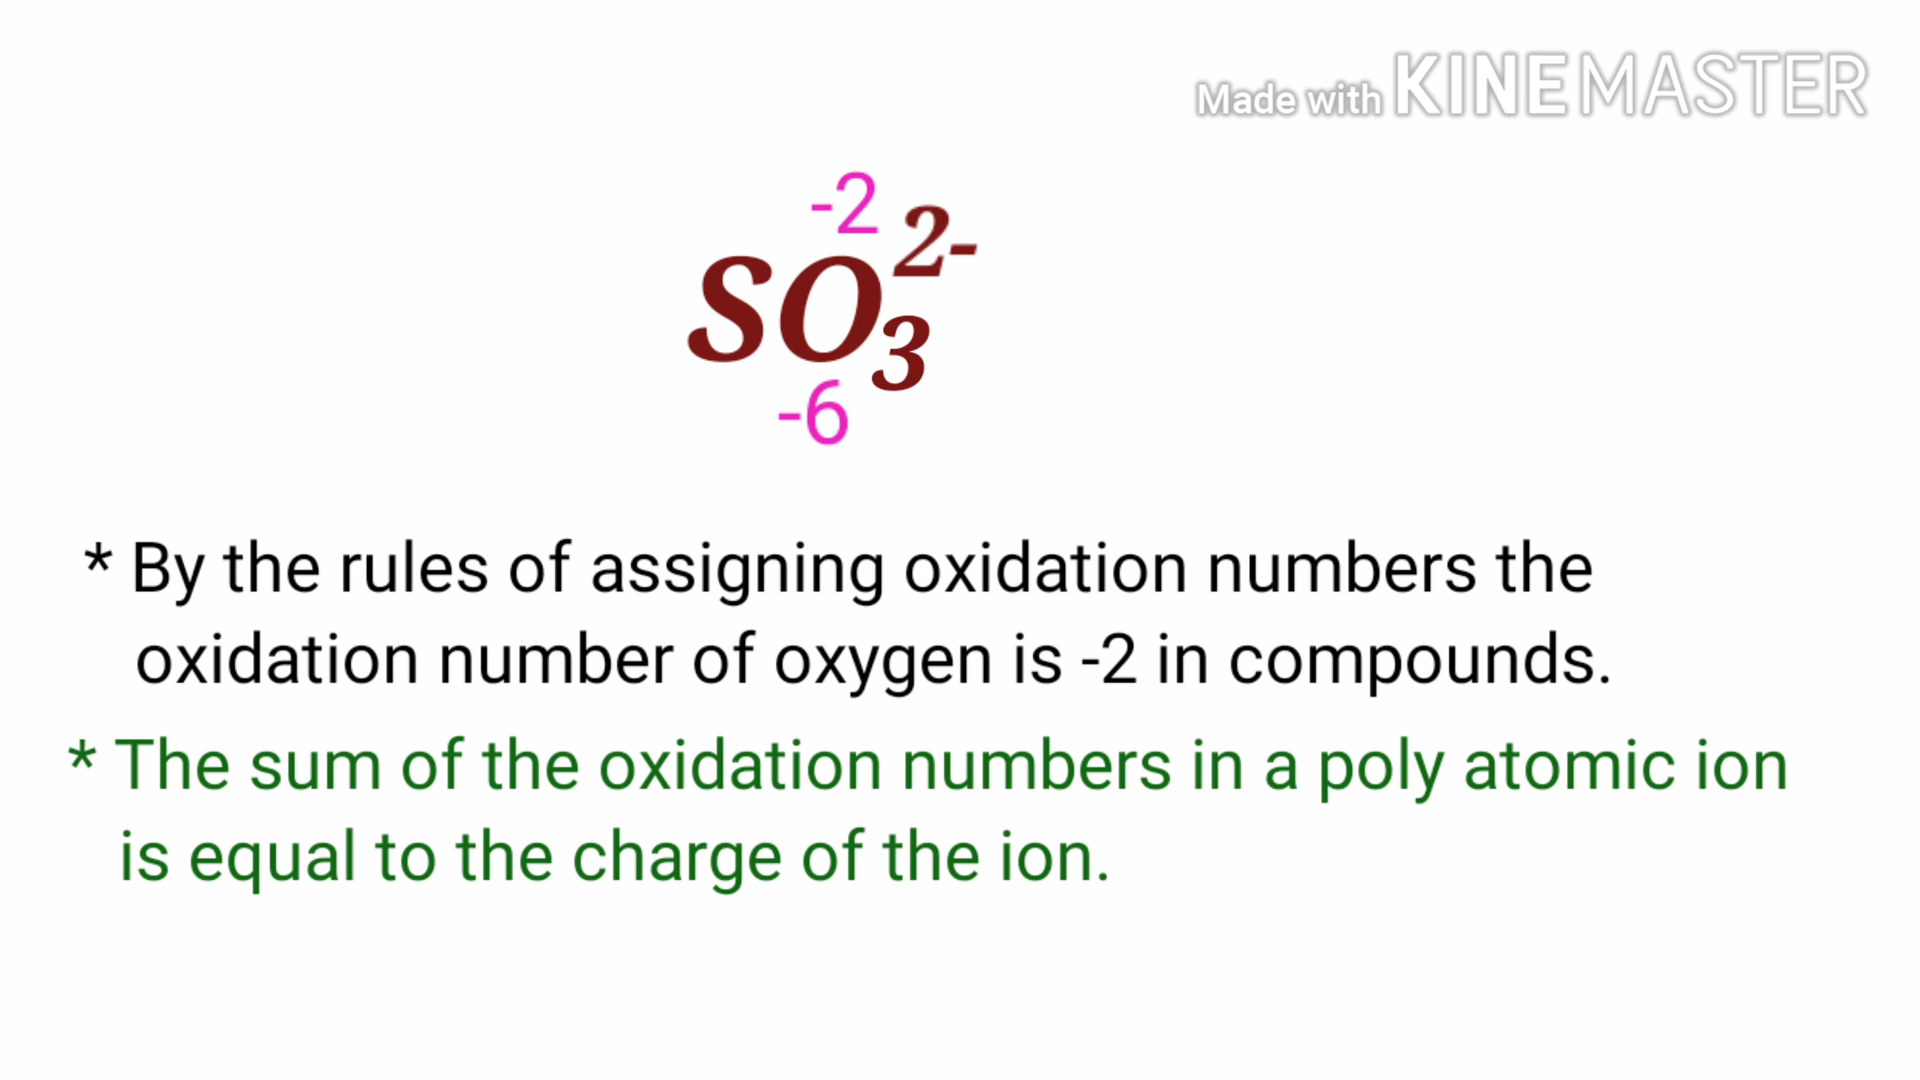 Made with KINEMASTER
-2
SO₃²⁻
-6
* By the rules of assigning oxidation numbers the
oxidation number of oxygen is -2 in compounds.
* The sum of the oxidation numbers in a poly atomic ion
is equal to the charge of the ion.